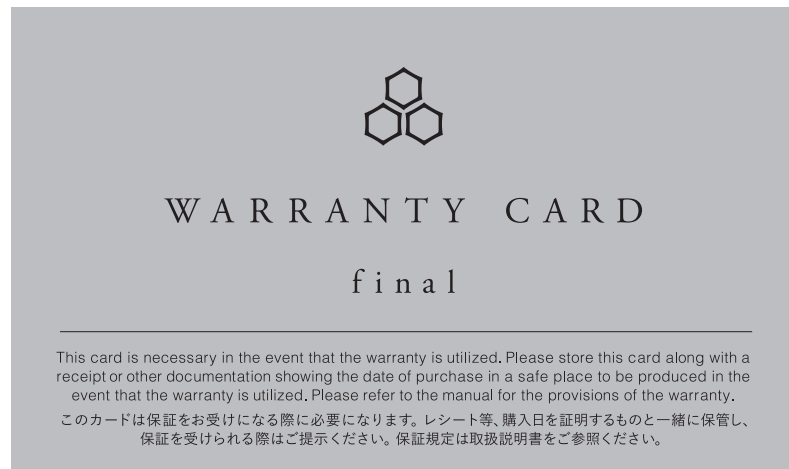 WARRANTY CARD
final
This card is necessary in the event that the warranty is utilized. Please store this card along with a
receipt or other documentation showing the date of purchase in a safe place to be produced in the
event that the warranty is utilized. Please refer to the manual for the provisions of the warranty.
このカードは保証をお受けになる際に必要になります。レシート等、購入日を証明するものと一緒に保管し、
保証を受けられる際はご提示ください。保証規定は取扱説明書をご参照ください。